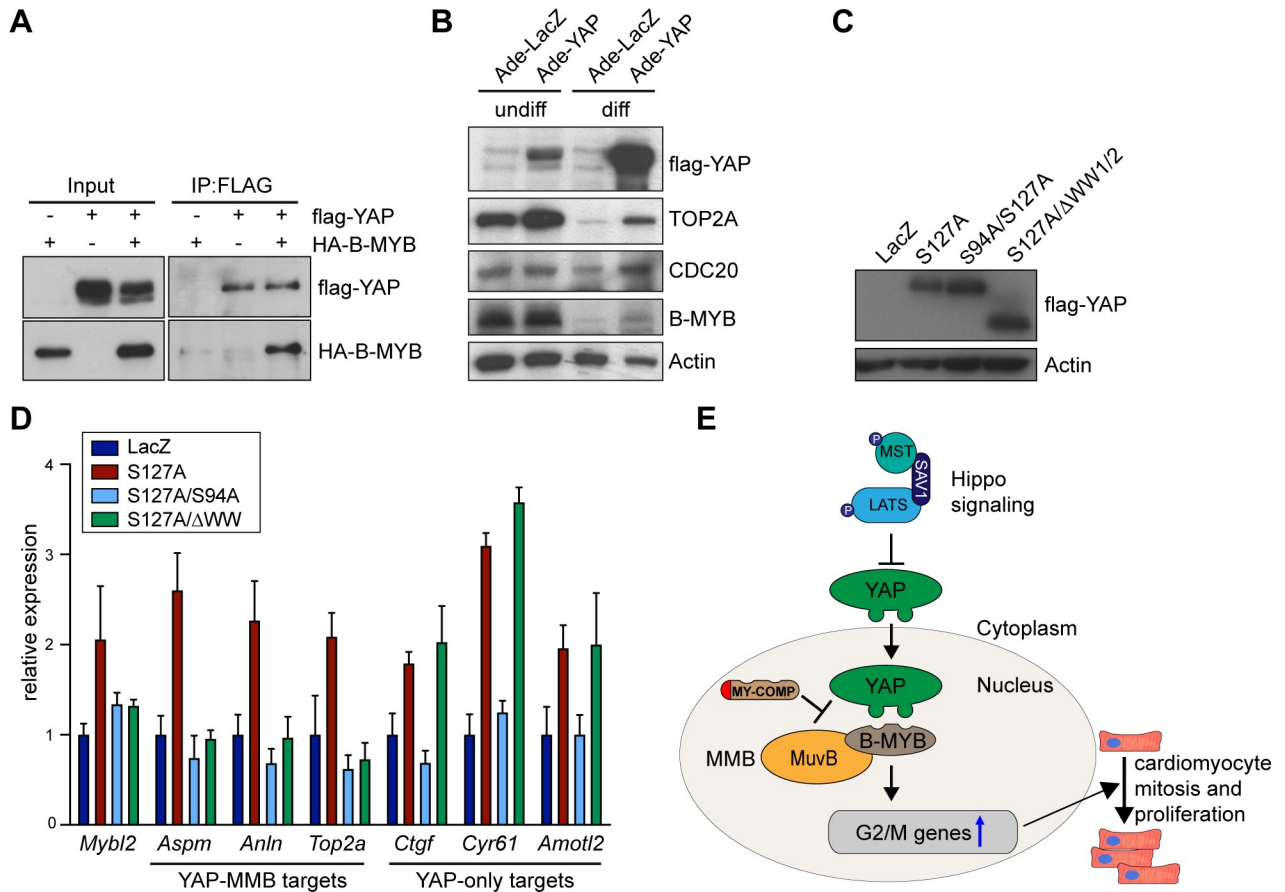 A
Input
IP:FLAG
- + + - + + flag-YAP
+ - + + - + HA-B-MYB
flag-YAP
HA-B-MYB
B
Ade-LacZ
Ade-YAP
Ade-LacZ
Ade-YAP
undiff
diff
flag-YAP
TOP2A
CDC20
B-MYB
Actin
C
LacZ
S127A
S94A/S127A
S127A/ΔWW1/2
flag-YAP
Actin
D
LacZ
S127A
S127A/S94A
S127A/ΔWW
relative expression
4
3
2
1
0
Mybl2 Aspm Anln Top2a Ctgf Cyr61 Amotl2
YAP-MMB targets
YAP-only targets
E
P
MST
SAV1
P
LATS
Hippo
signaling
YAP
Cytoplasm
YAP
Nucleus
MY-COMP
B-MYB
MMB
MuvB
G2/M genes
cardiomyocyte
mitosis and
proliferation